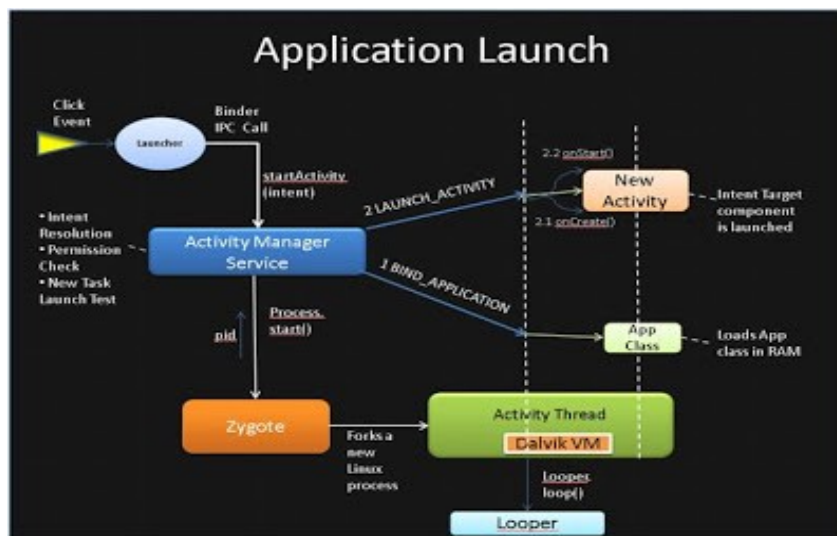 Application Launch
Click
Event
Launcher
Binder
IPC Call
startActivity
(intent)
2 LAUNCH_ACTIVITY
2.2 onStart()
New
Activity
2.1 onCreate()
Intent Target
component
is launched
• Intent
Resolution
• Permission
Check
• New Task
Launch Test
Activity Manager
Service
1 BIND_APPLICATION
App
Class
Loads App
class in RAM
pid
Process.
start()
Zygote
Forks a
new
Linux
process
Activity Thread
Dalvik VM
Looper.
loop()
Looper